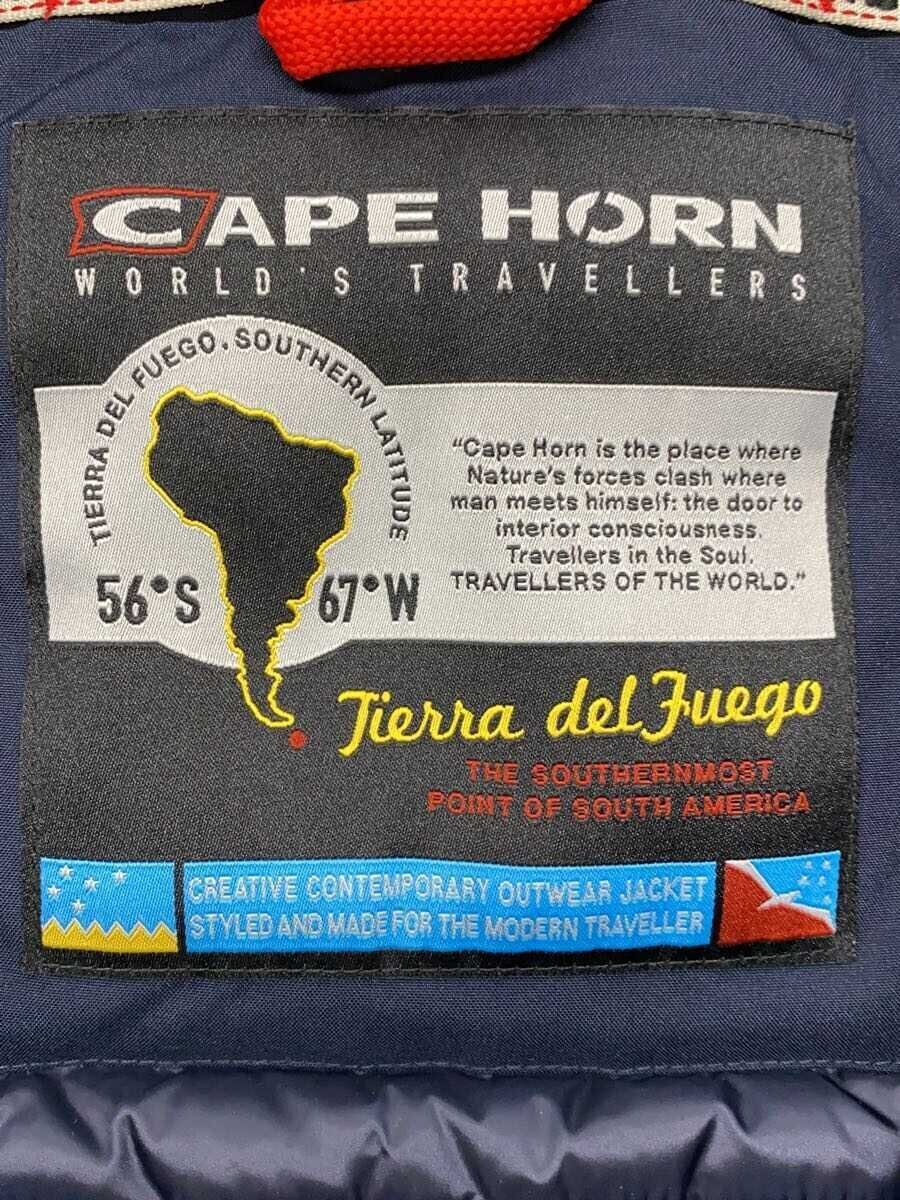 CAPE HORN
WORLD'S TRAVELLERS
TIERRA DEL FUEGO. SOUTHERN LATITUDE
56°S 67°W
"Cape Horn is the place where
Nature's forces clash where
man meets himself: the door to
interior consciousness.
Travellers in the Soul.
TRAVELLERS OF THE WORLD."
Tierra del Fuego
THE SOUTHERNMOST
POINT OF SOUTH AMERICA
CREATIVE CONTEMPORARY OUTWEAR JACKET
STYLED AND MADE FOR THE MODERN TRAVELLER